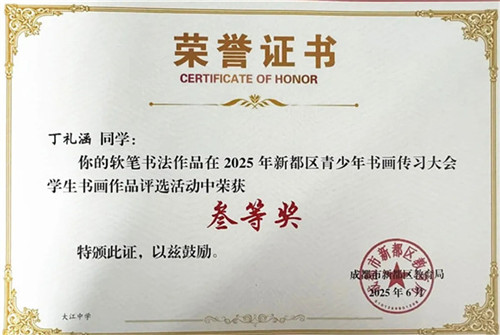 荣誉证书
CERTIFICATE OF HONOR
丁礼涵 同学：
你的软笔书法作品在 2025 年新都区青少年书画传习大会
学生书画作品评选活动中荣获
叁等奖
特颁此证，以兹鼓励。
成都市新都区教育局
2025 年 6 月
大江中学